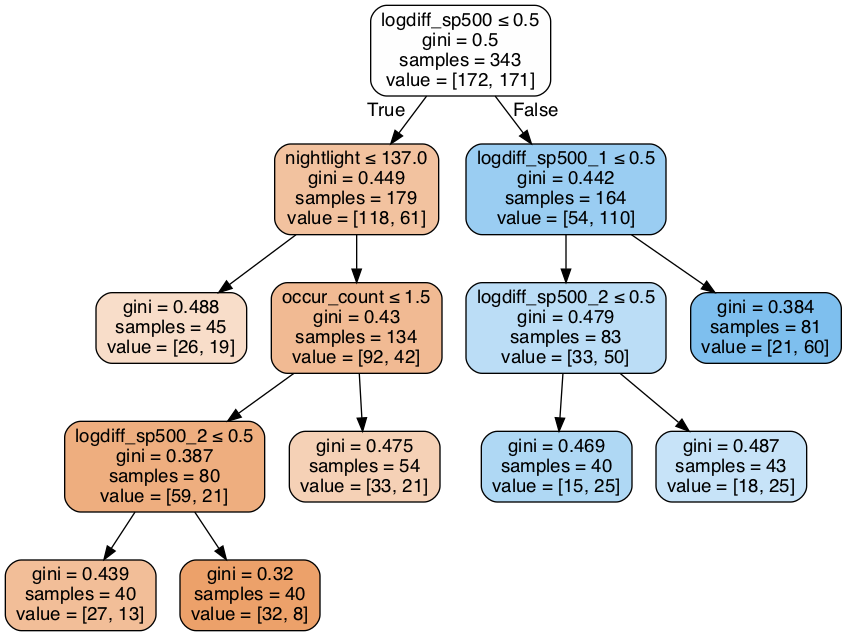 logdiff_sp500 ≤ 0.5
gini = 0.5
samples = 343
value = [172, 171]
True
False
nightlight ≤ 137.0
gini = 0.449
samples = 179
value = [118, 61]
logdiff_sp500_1 ≤ 0.5
gini = 0.442
samples = 164
value = [54, 110]
gini = 0.488
samples = 45
value = [26, 19]
occur_count ≤ 1.5
gini = 0.43
samples = 134
value = [92, 42]
logdiff_sp500_2 ≤ 0.5
gini = 0.479
samples = 83
value = [33, 50]
gini = 0.384
samples = 81
value = [21, 60]
logdiff_sp500_2 ≤ 0.5
gini = 0.387
samples = 80
value = [59, 21]
gini = 0.475
samples = 54
value = [33, 21]
gini = 0.469
samples = 40
value = [15, 25]
gini = 0.487
samples = 43
value = [18, 25]
gini = 0.439
samples = 40
value = [27, 13]
gini = 0.32
samples = 40
value = [32, 8]